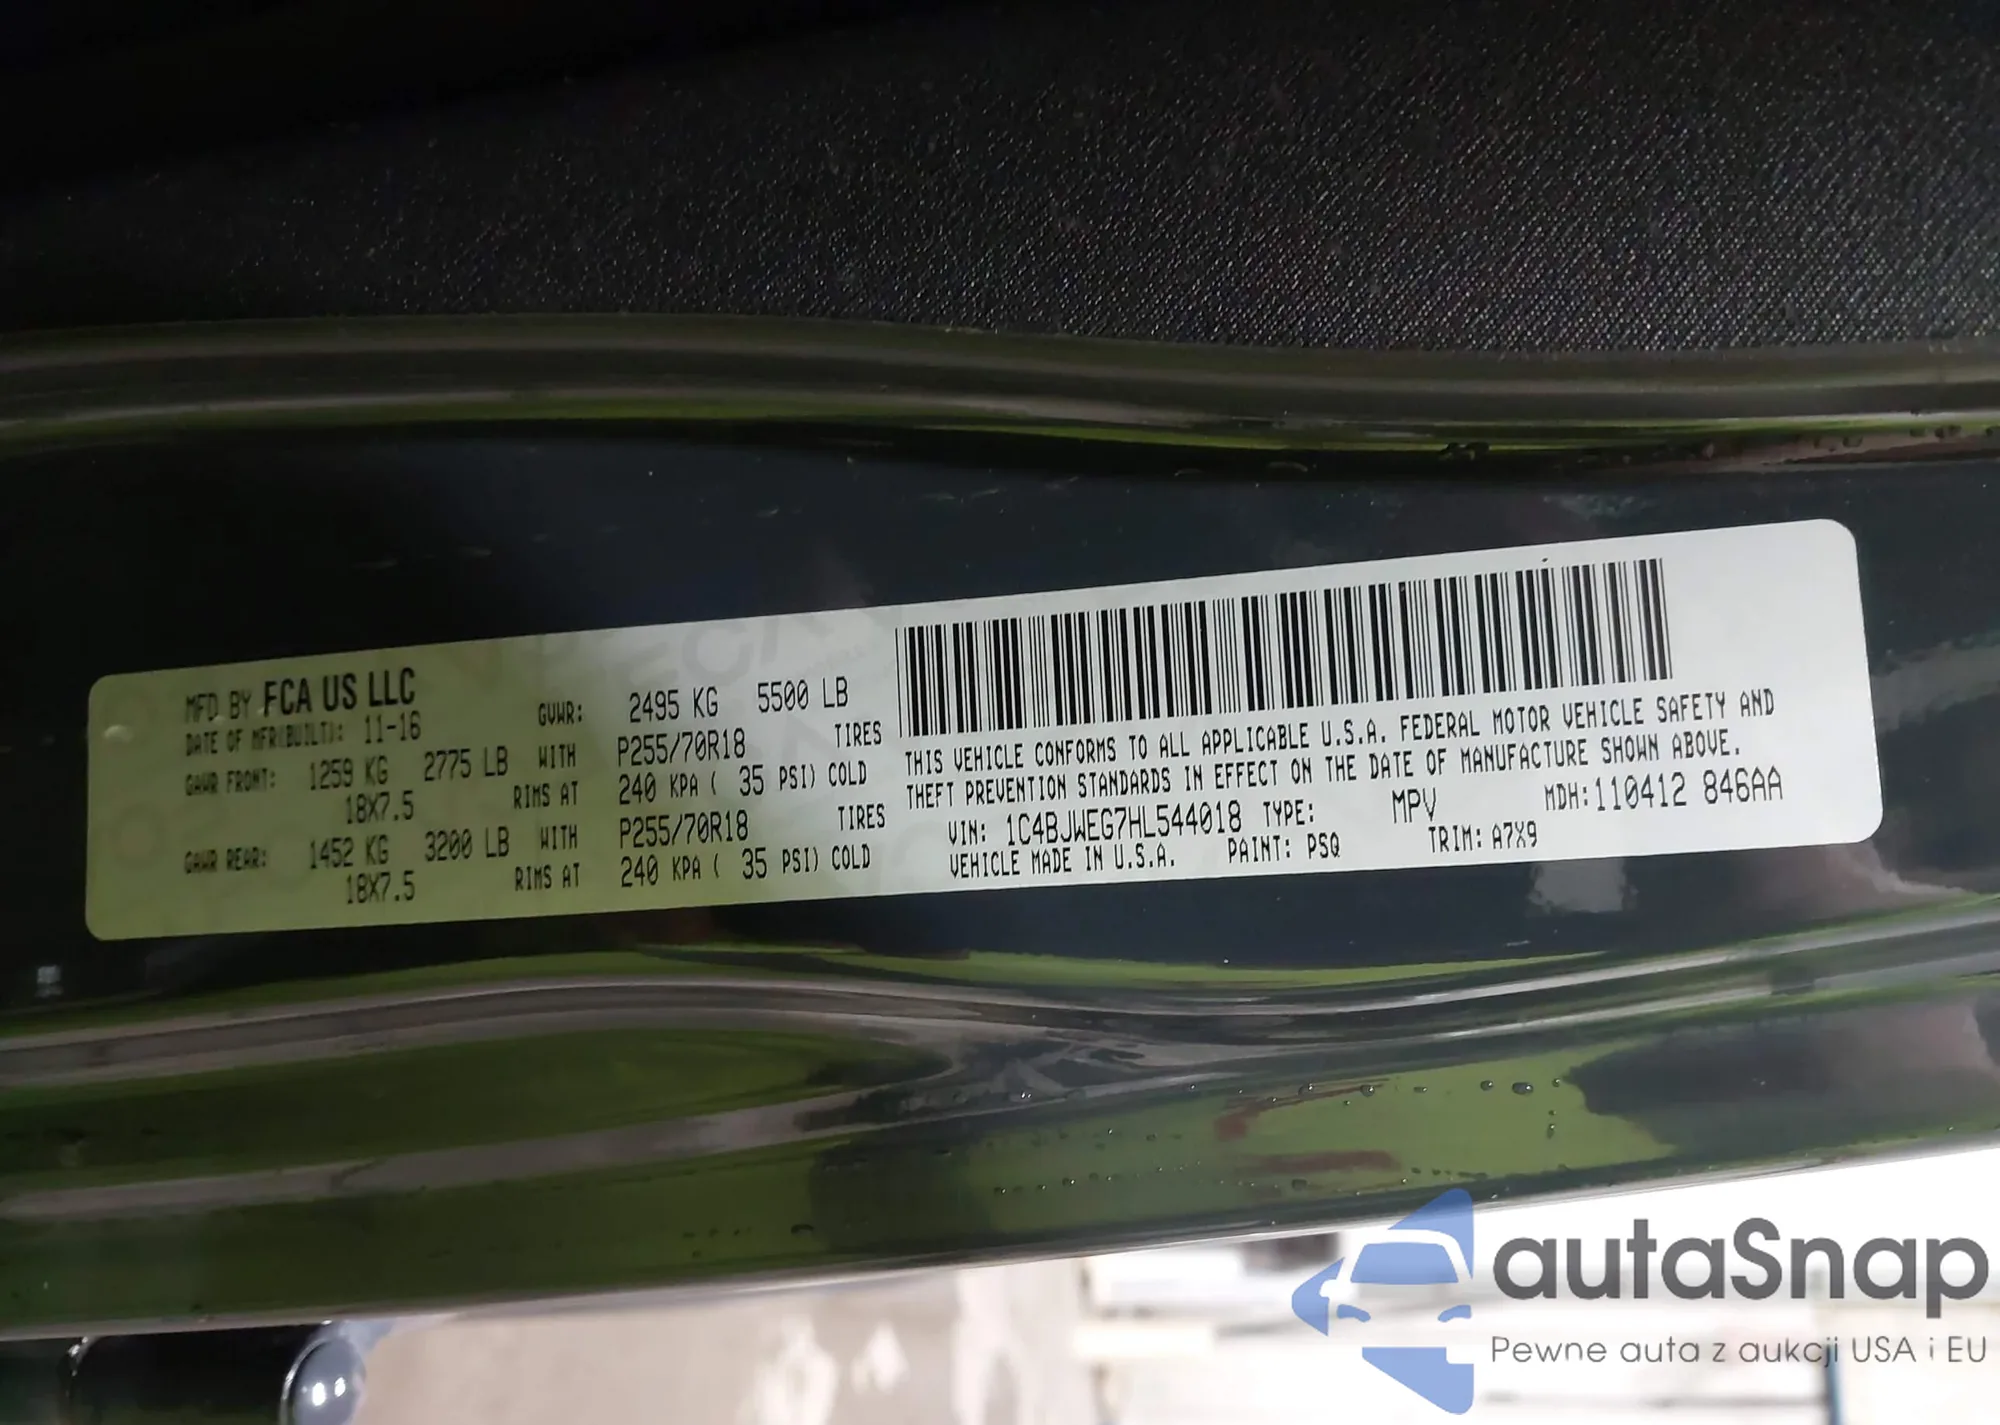 MFD BY FCA US LLC
DATE OF MFR(BUILT): 11-16
GVWR: 2495 KG 5500 LB
GAWR FRONT: 1259 KG 2775 LB WITH P255/70R18 TIRES
18X7.5 RIMS AT 240 KPA ( 35 PSI) COLD
GAWR REAR: 1452 KG 3200 LB WITH P255/70R18 TIRES
18X7.5 RIMS AT 240 KPA ( 35 PSI) COLD
THIS VEHICLE CONFORMS TO ALL APPLICABLE U.S.A. FEDERAL MOTOR VEHICLE SAFETY AND
THEFT PREVENTION STANDARDS IN EFFECT ON THE DATE OF MANUFACTURE SHOWN ABOVE.
VIN: 1C4BJWEG7HL544018 TYPE: MPV MDH:110412 846AA
VEHICLE MADE IN U.S.A. PAINT: PSQ TRIM: A7X9
autaSnap
Pewne auta z aukcji USA i EU